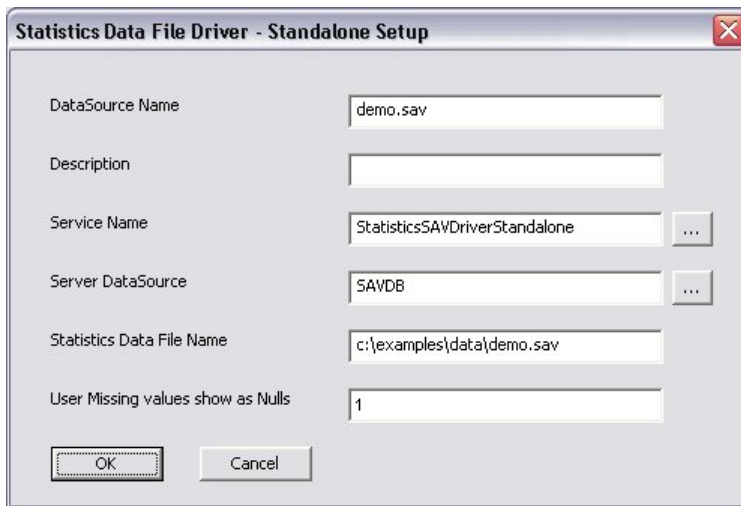 Statistics Data File Driver - Standalone Setup
DataSource Name
demo.sav
Description
Service Name
StatisticsSAVDriverStandalone
...
Server DataSource
SAVDB
...
Statistics Data File Name
c:\examples\data\demo.sav
User Missing values show as Nulls
1
OK
Cancel